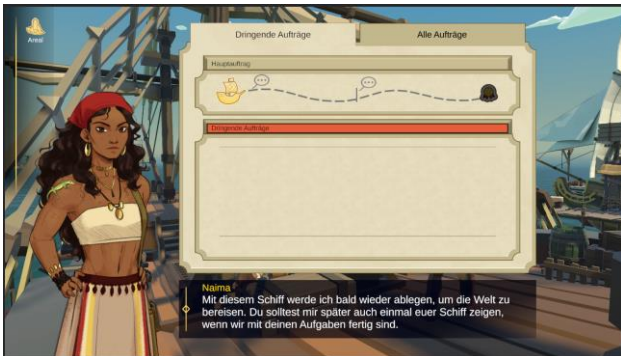 Areal
Dringende Aufträge
Alle Aufträge
Hauptauftrag
Dringende Aufträge
Naima
Mit diesem Schiff werde ich bald wieder ablegen, um die Welt zu
bereisen. Du solltest mir später auch einmal euer Schiff zeigen,
wenn wir mit deinen Aufgaben fertig sind.